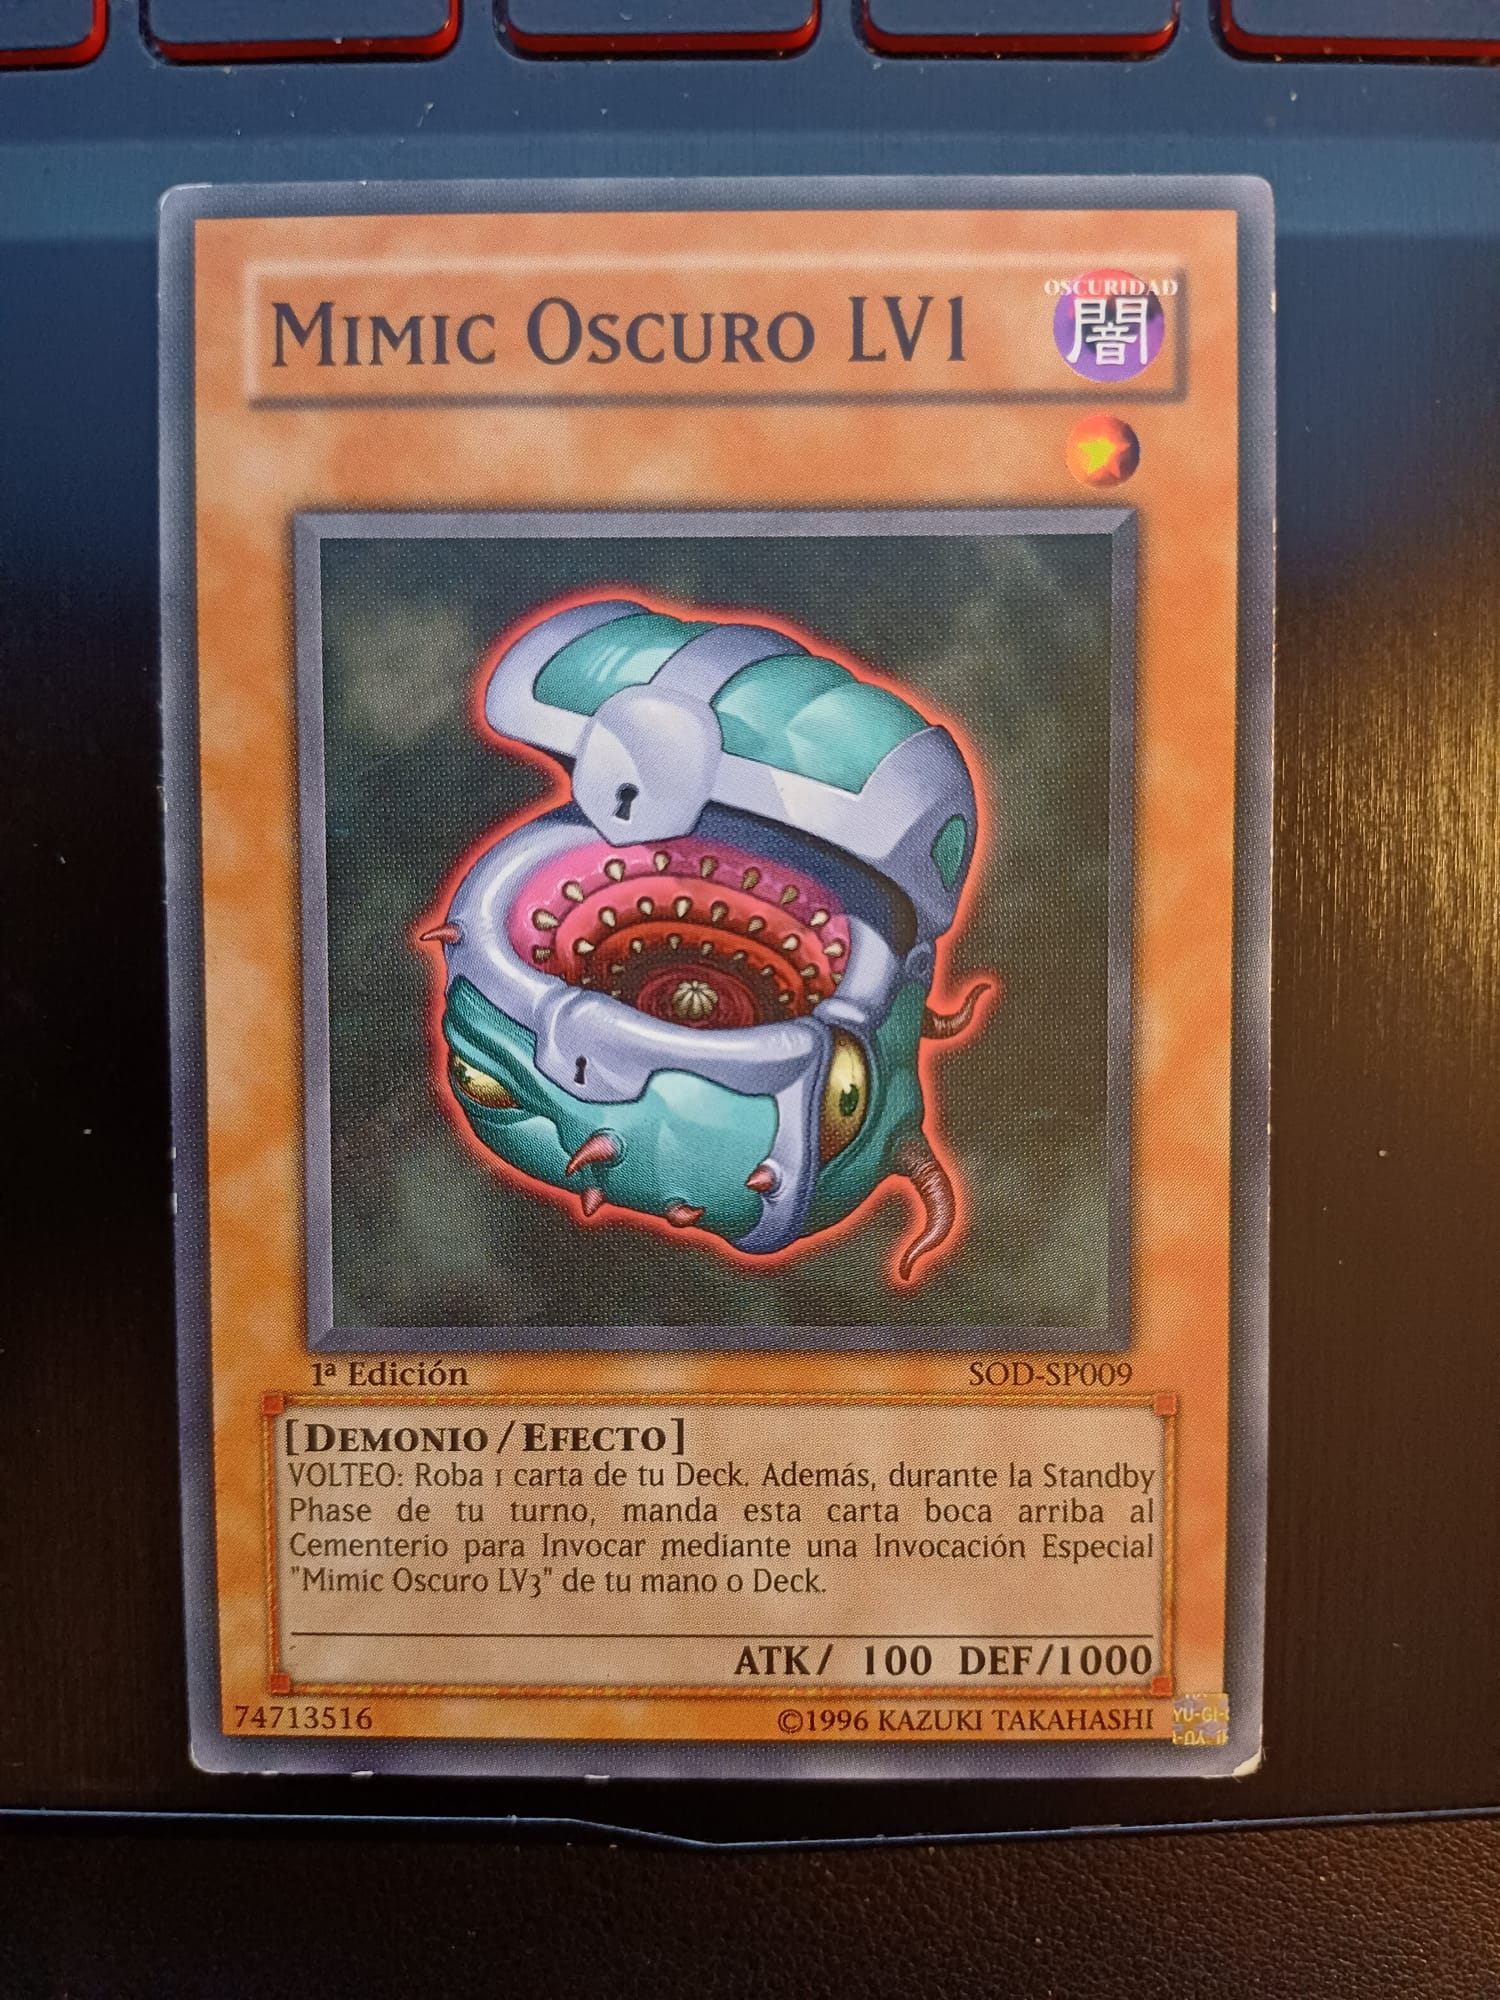 MIMIC OSCURO LV1
OSCURIDAD
闇
1ª Edición
SOD-SP009
[DEMONIO/EFECTO]
VOLTEO: Roba 1 carta de tu Deck. Además, durante la Standby
Phase de tu turno, manda esta carta boca arriba al
Cementerio para Invocar mediante una Invocación Especial
"Mimic Oscuro LV3" de tu mano o Deck.
ATK/ 100 DEF/1000
74713516
©1996 KAZUKI TAKAHASHI
YU-GI-